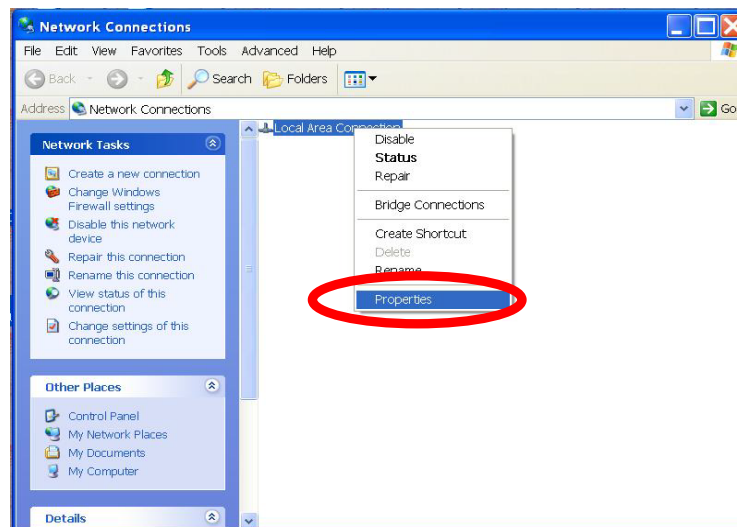 Network Connections
File Edit View Favorites Tools Advanced Help
Back Search Folders
Address Network Connections Go
Network Tasks
Create a new connection
Change Windows
Firewall settings
Disable this network
device
Repair this connection
Rename this connection
View status of this
connection
Change settings of this
connection
Other Places
Control Panel
My Network Places
My Documents
My Computer
Details
Local Area Connection
Disable
Status
Repair
Bridge Connections
Create Shortcut
Delete
Rename
Properties